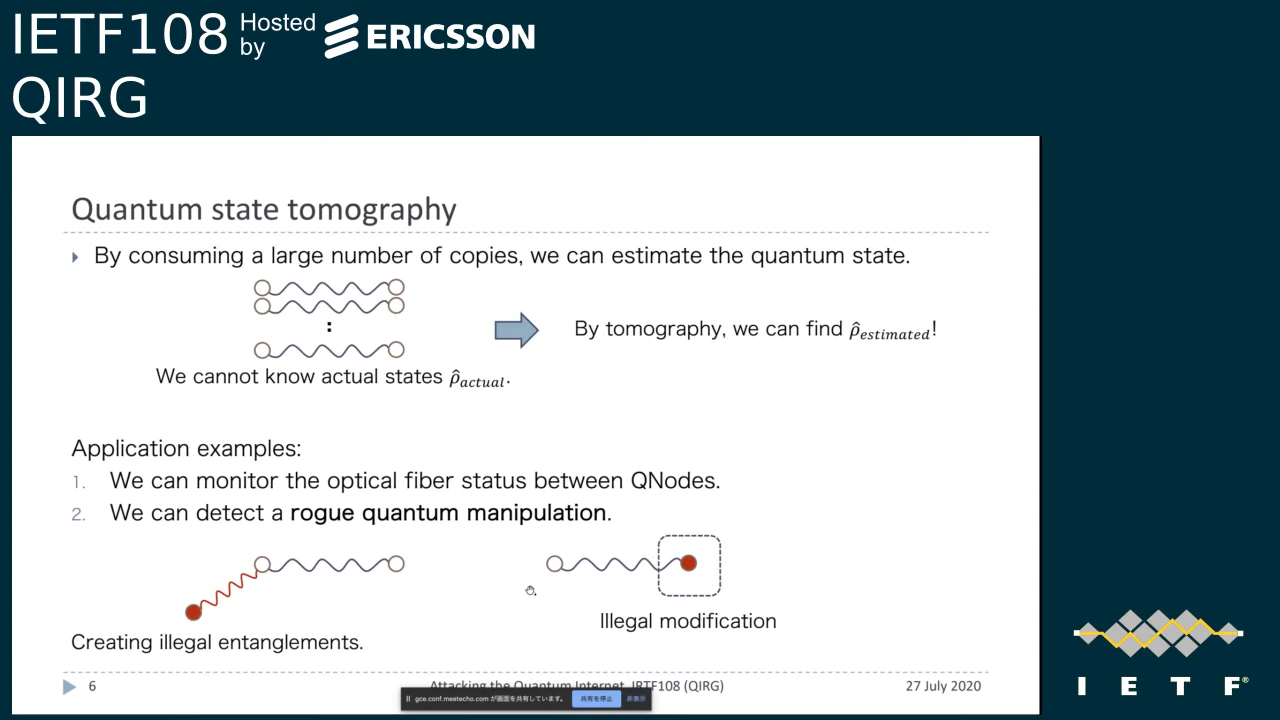 IETF108 Hosted by ERICSSON
QIRG
Quantum state tomography
By consuming a large number of copies, we can estimate the quantum state.
:
By tomography, we can find ρ̂estimated!
We cannot know actual states ρ̂actual.
Application examples:
1. We can monitor the optical fiber status between QNodes.
2. We can detect a rogue quantum manipulation.
Illegal modification
Creating illegal entanglements.
6
Attacking the Quantum Internet, IRTF108 (QIRG)
27 July 2020
gce.conf.meetecho.com が画面を共有しています。 共有を停止 非表示
I E T F®